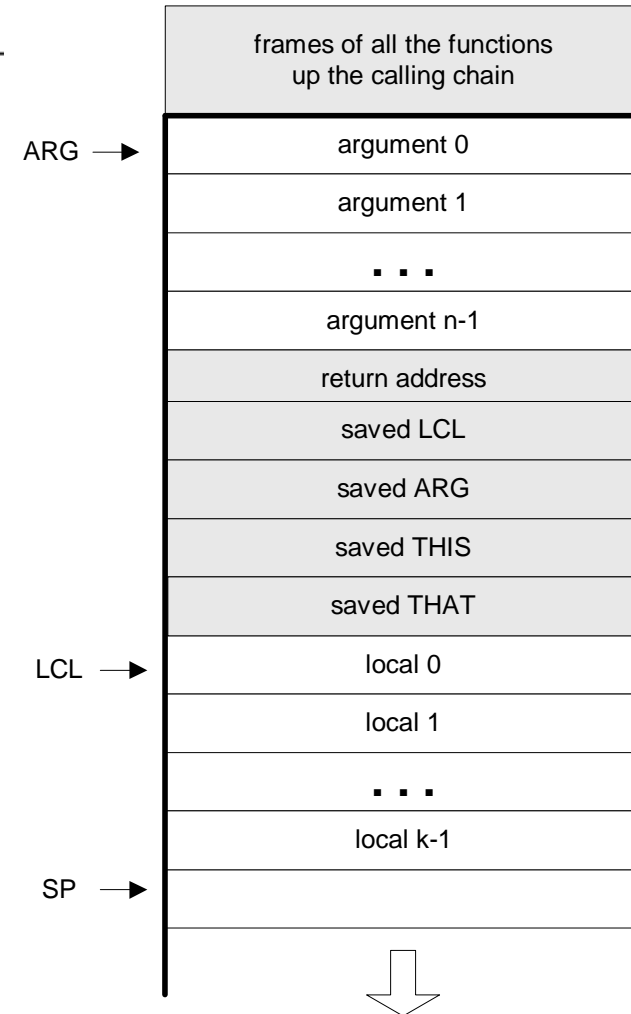 frames of all the functions
up the calling chain
ARG
argument 0
argument 1
. . .
argument n-1
return address
saved LCL
saved ARG
saved THIS
saved THAT
LCL
local 0
local 1
. . .
local k-1
SP